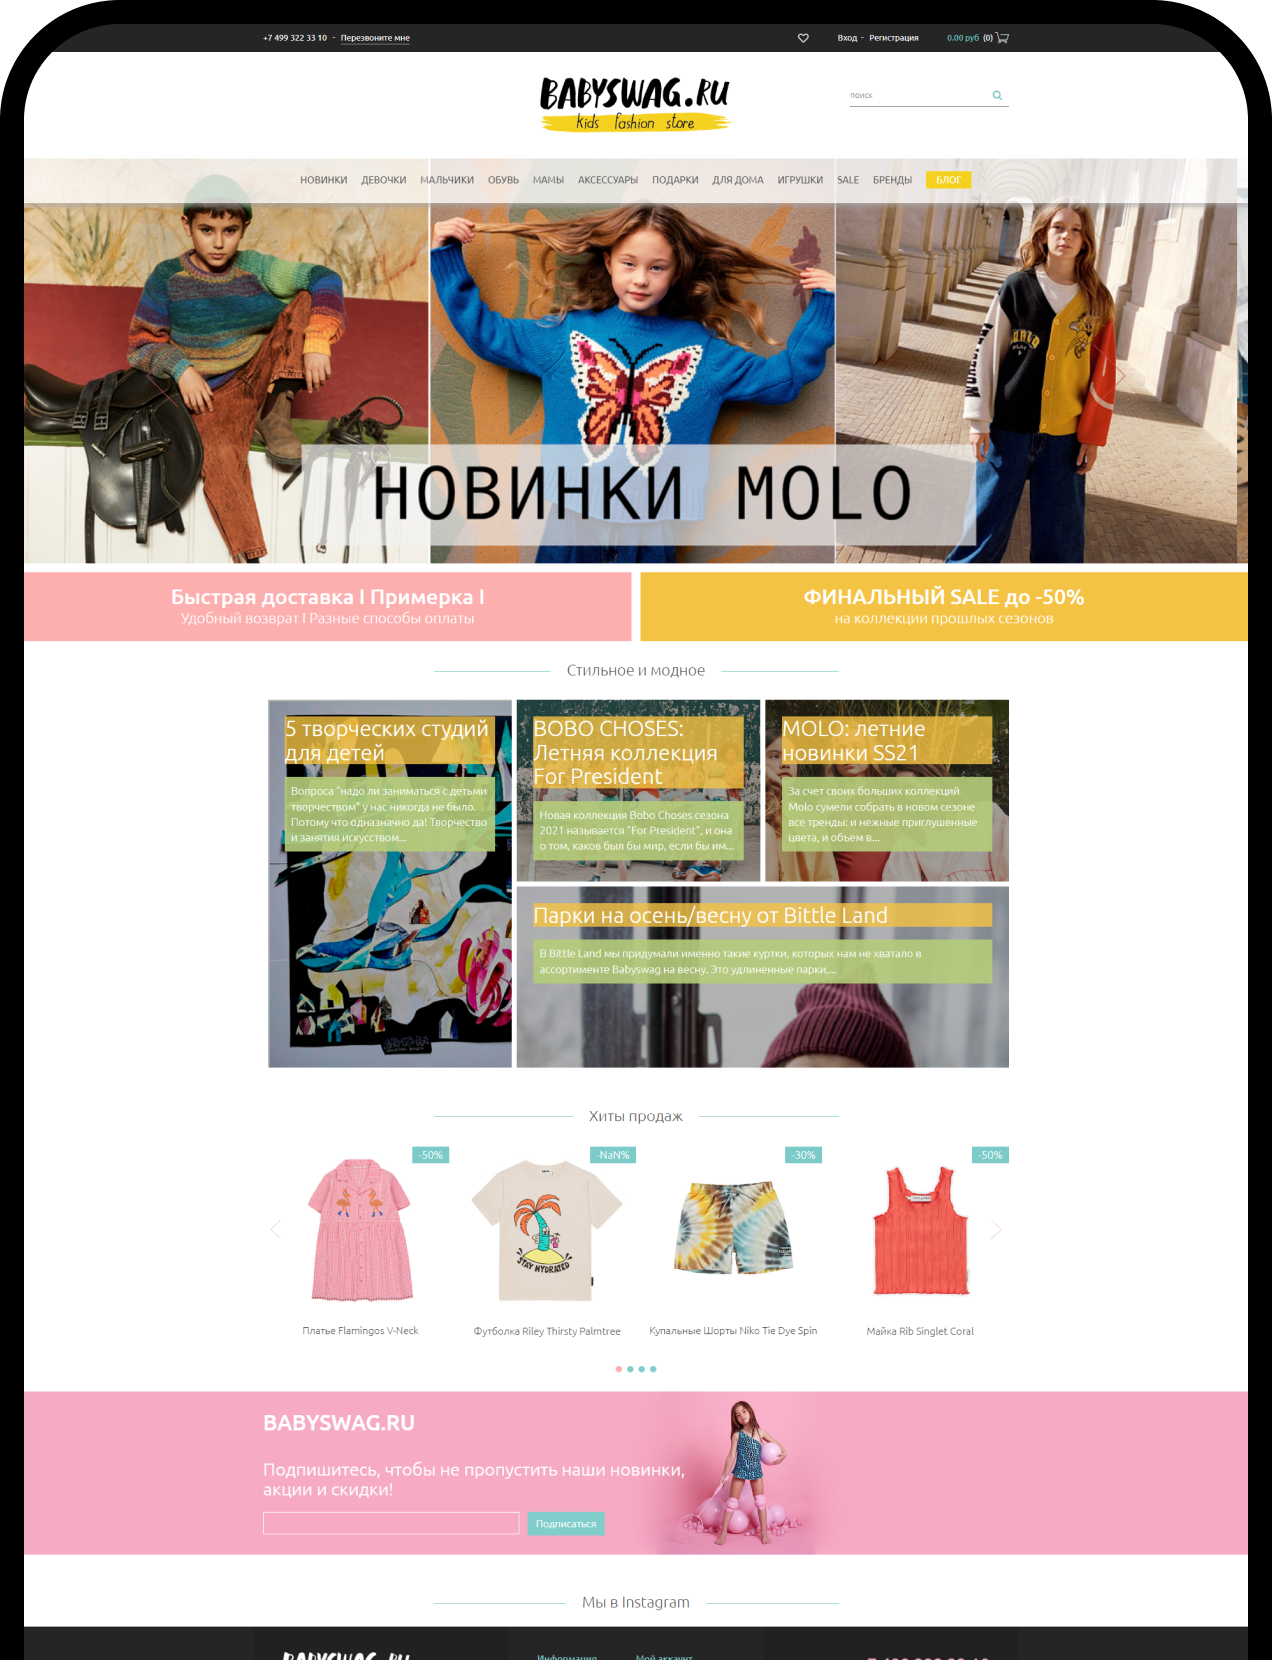 +7 499 322 33 10 - Перезвоните мне
Вход - Регистрация
0.00 руб (0)
BABYSWAG.RU
kids fashion store
поиск
НОВИНКИ ДЕВОЧКИ МАЛЬЧИКИ ОБУВЬ МАМЫ АКСЕССУАРЫ ПОДАРКИ ДЛЯ ДОМА ИГРУШКИ SALE БРЕНДЫ БЛОГ
НОВИНКИ MOLO
Быстрая доставка I Примерка I
Удобный возврат I Разные способы оплаты
ФИНАЛЬНЫЙ SALE до -50%
на коллекции прошлых сезонов
Стильное и модное
5 творческих студий
для детей
Вопроса "надо ли заниматься с детьми
творчеством" у нас никогда не было.
Потому что однозначно да! Творчество
и занятия искусством...
BOBO CHOSES:
Летняя коллекция
For President
Новая коллекция Bobo Choses сезона
2021 называется "For President", и она
о том, каков был бы мир, если бы им...
MOLO: летние
новинки SS21
За счет своих больших коллекций
Molo сумели собрать в новом сезоне
все тренды: и нежные приглушенные
цвета, и объем в...
Парки на осень/весну от Bittle Land
В Bittle Land мы придумали именно такие куртки, которых нам не хватало в
ассортименте Babyswag на весну. Это удлиненные парки,...
Хиты продаж
-50%
-NaN%
-30%
-50%
STAY HYDRATED
Платье Flamingos V-Neck
Футболка Riley Thirsty Palmtree
Купальные Шорты Niko Tie Dye Spin
Майка Rib Singlet Coral
BABYSWAG.RU
Подпишитесь, чтобы не пропустить наши новинки,
акции и скидки!
Подписаться
Мы в Instagram
BABYSWAG.RU
Информация
Мой аккаунт